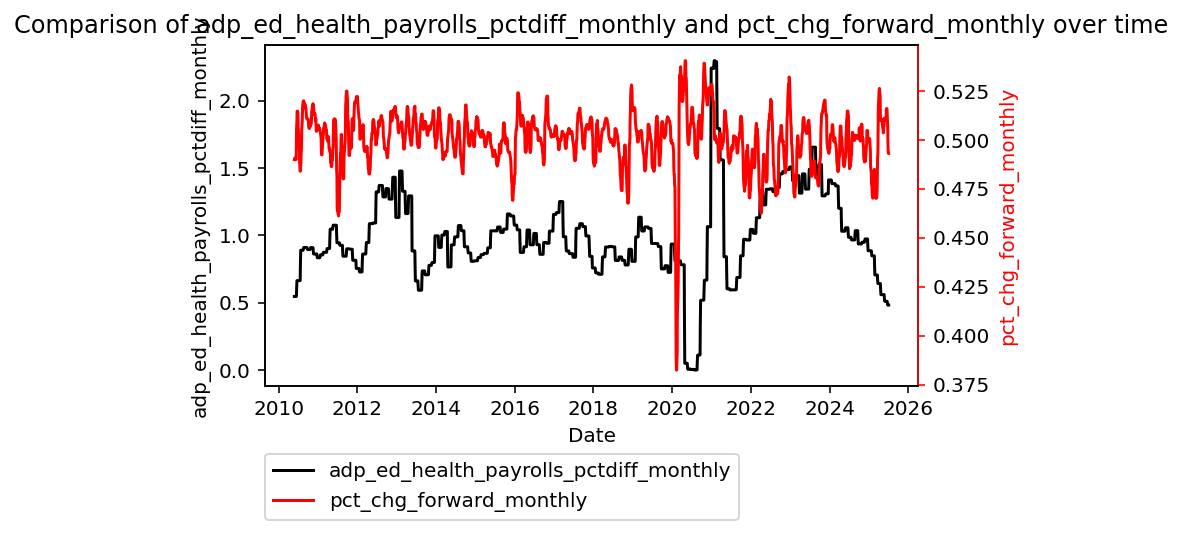 Comparison of adp_ed_health_payrolls_pctdiff_monthly and pct_chg_forward_monthly over time
adp_ed_health_payrolls_pctdiff_monthly
2.0
1.5
1.0
0.5
0.0
0.525
0.500
0.475
0.450
0.425
0.400
0.375
pct_chg_forward_monthly
2010 2012 2014 2016 2018 2020 2022 2024 2026
Date
adp_ed_health_payrolls_pctdiff_monthly
pct_chg_forward_monthly